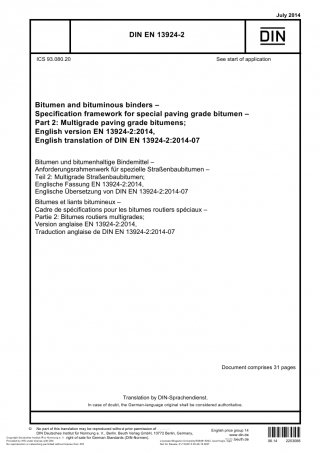 July 2014
DIN EN 13924-2
DIN
ICS 93.080.20
See start of application
Bitumen and bituminous binders –
Specification framework for special paving grade bitumen –
Part 2: Multigrade paving grade bitumens;
English version EN 13924-2:2014,
English translation of DIN EN 13924-2:2014-07
Bitumen und bitumenhaltige Bindemittel –
Anforderungsrahmenwerk für spezielle Straßenbaubitumen –
Teil 2: Multigrade Straßenbaubitumen;
Englische Fassung EN 13924-2:2014,
Englische Übersetzung von DIN EN 13924-2:2014-07
Bitumes et liants bitumineux –
Cadre de spécifications pour les bitumes routiers spéciaux –
Partie 2: Bitumes routiers multigrades;
Version anglaise EN 13924-2:2014,
Traduction anglaise de DIN EN 13924-2:2014-07
Document comprises 31 pages
Translation by DIN-Sprachendienst.
In case of doubt, the German-language original shall be considered authoritative.
© No part of this translation may be reproduced without prior permission of
DIN Deutsches Institut für Normung e. V., Berlin. Beuth Verlag GmbH, 10772 Berlin, Germany,
right of sale for German Standards (DIN-Normen).
English price group 14
www.din.de
www.beuth.de